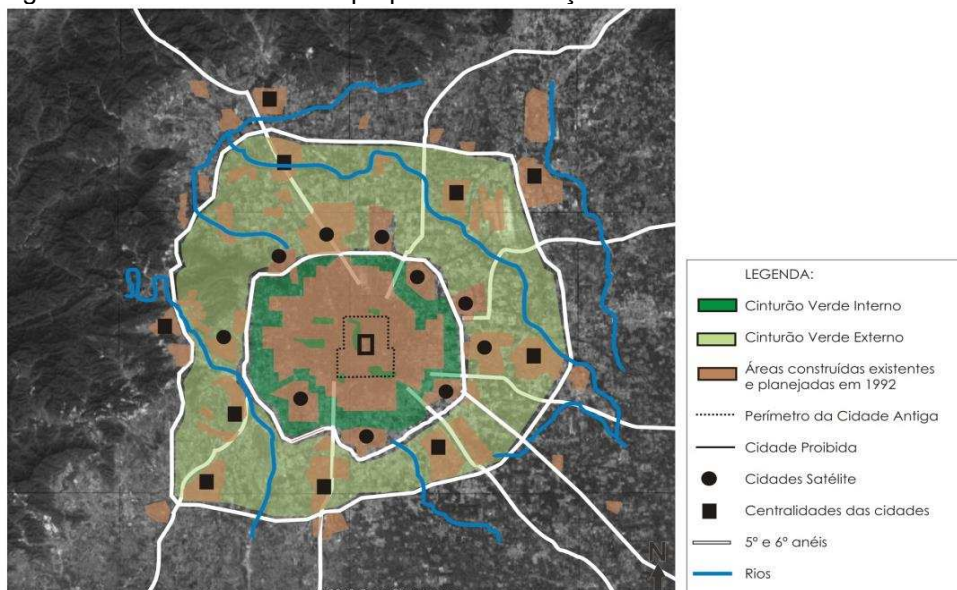 LEGENDA:
Cinturão Verde Interno
Cinturão Verde Externo
Áreas construídas existentes
e planejadas em 1992
Perímetro da Cidade Antiga
Cidade Proibida
Cidades Satélite
Centralidades das cidades
5º e 6º anéis
Rios
N